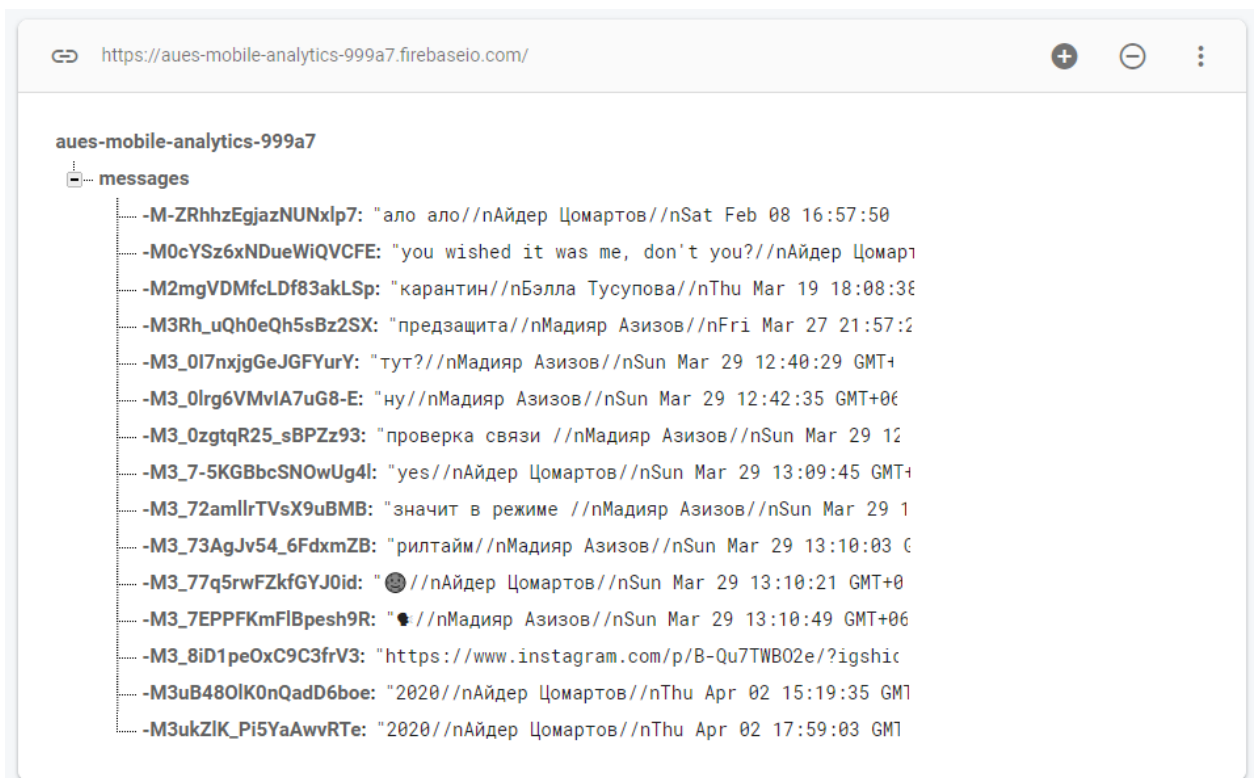 https://aues-mobile-analytics-999a7.firebaseio.com/
aues-mobile-analytics-999a7
messages
-M-ZRhhzEgjazNUNxlp7: "ало ало//nАйдер Цомартов//nSat Feb 08 16:57:50
-M0cYSz6xNDueWiQVCFE: "you wished it was me, don't you?//nАйдер Цомарт
-M2mgVDMfcLDf83akLSp: "карантин//nБэлла Тусупова//nThu Mar 19 18:08:38
-M3Rh_uQh0eQh5sBz2SX: "предзащита//nМадияр Азизов//nFri Mar 27 21:57:2
-M3_0I7nxjgGeJGFYurY: "тут?//nМадияр Азизов//nSun Mar 29 12:40:29 GMT+
-M3_0lrg6VMvIA7uG8-E: "ну//nМадияр Азизов//nSun Mar 29 12:42:35 GMT+06
-M3_0zgtqR25_sBPZz93: "проверка связи //nМадияр Азизов//nSun Mar 29 12
-M3_7-5KGBbcSNOwUg4l: "yes//nАйдер Цомартов//nSun Mar 29 13:09:45 GMT+
-M3_72amllrTVsX9uBMB: "значит в режиме //nМадияр Азизов//nSun Mar 29 1
-M3_73AgJv54_6FdxmZB: "рилтайм//nМадияр Азизов//nSun Mar 29 13:10:03 G
-M3_77q5rwFZkfGYJ0id: "🌚//nАйдер Цомартов//nSun Mar 29 13:10:21 GMT+0
-M3_7EPPFKmFlBpesh9R: "🗣//nМадияр Азизов//nSun Mar 29 13:10:49 GMT+06
-M3_8iD1peOxC9C3frV3: "https://www.instagram.com/p/B-Qu7TWBO2e/?igshid
-M3uB48OlK0nQadD6boe: "2020//nАйдер Цомартов//nThu Apr 02 15:19:35 GMT
-M3ukZlK_Pi5YaAwvRTe: "2020//nАйдер Цомартов//nThu Apr 02 17:59:03 GMT